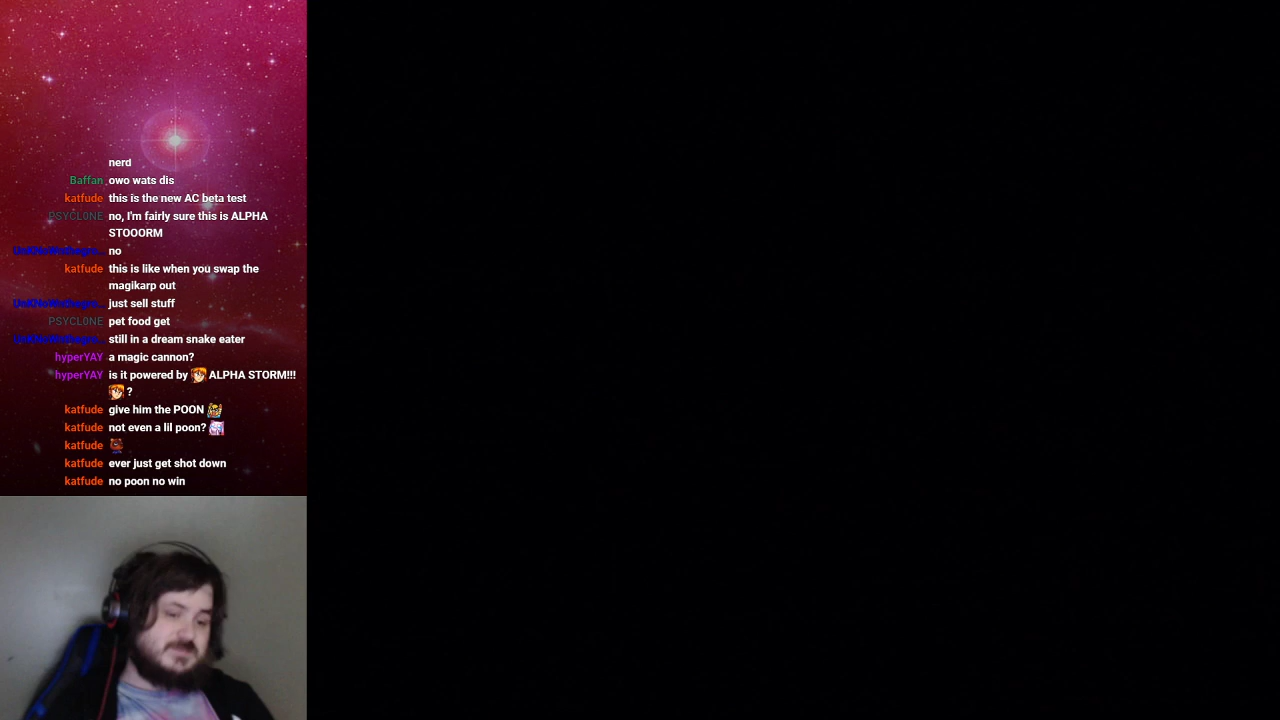 nerd
Baffan owo wats dis
katfude this is the new AC beta test
PSYCL0NE no, I'm fairly sure this is ALPHA
STOOORM
no
katfude this is like when you swap the
magikarp out
just sell stuff
PSYCL0NE pet food get
still in a dream snake eater
hyperYAY a magic cannon?
hyperYAY is it powered by ALPHA STORM!!!
?
katfude give him the POON
katfude not even a lil poon?
katfude
katfude ever just get shot down
katfude no poon no win